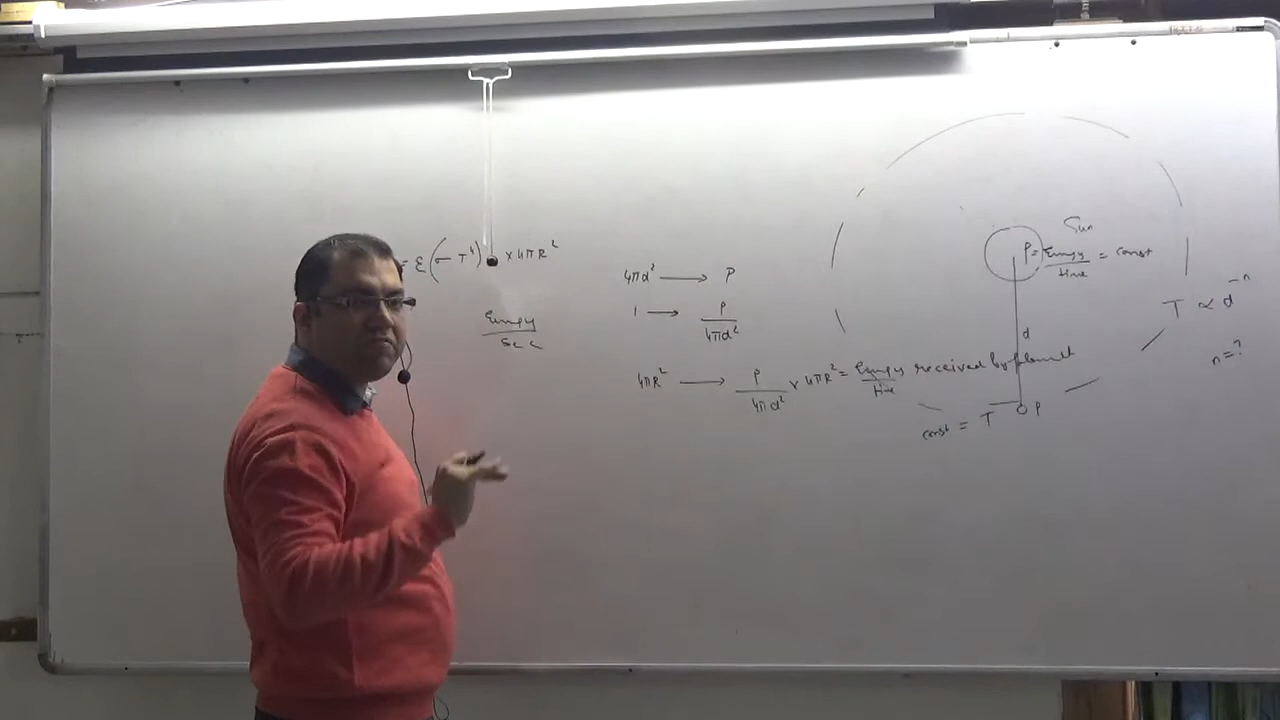 = ε(σ T⁴) × 4πR²
Energy
sec
4πd² → P
1 → P/4πd²
4πR² → P/4πd² × 4πR² = Energy/time received by planet
Sun
P = Energy/time = const
d
const = T
P
T ∝ d⁻ⁿ
n = ?